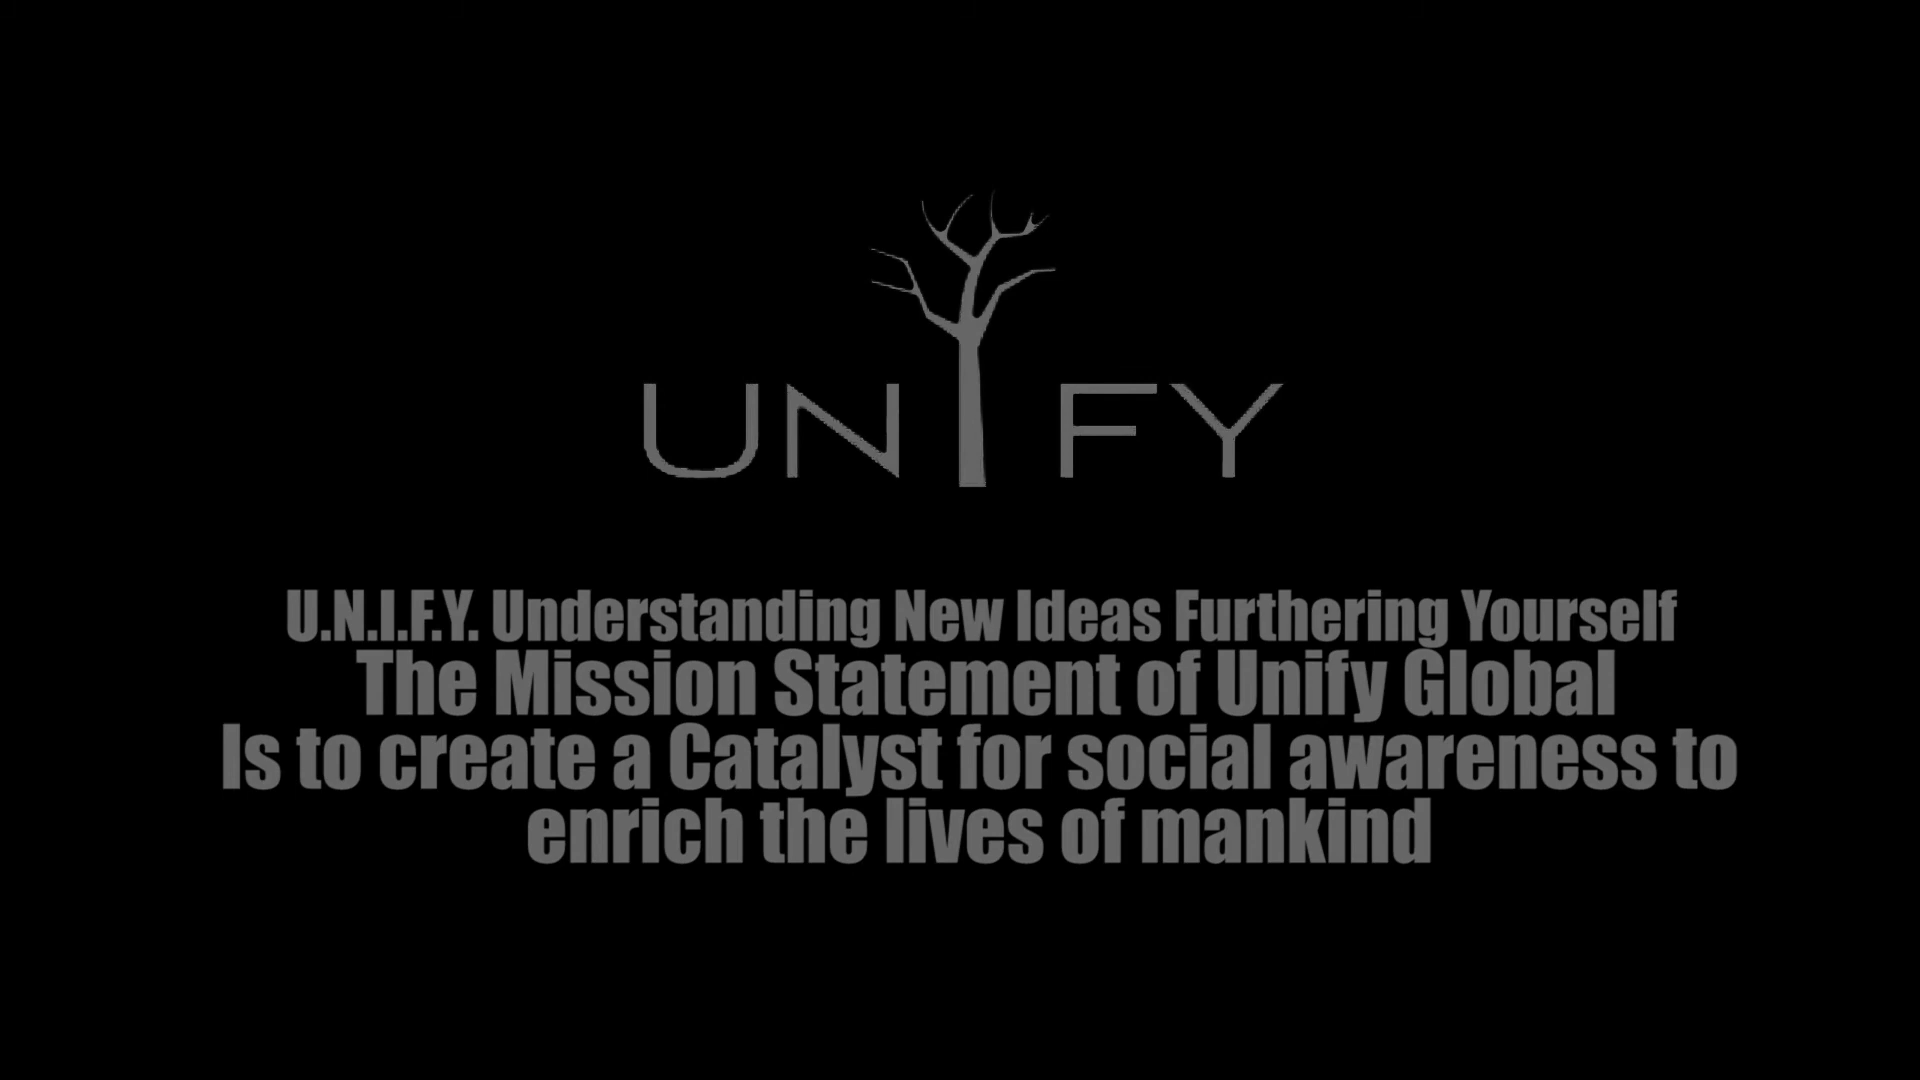 UNIFY
U.N.I.F.Y. Understanding New Ideas Furthering Yourself
The Mission Statement of Unify Global
Is to create a Catalyst for social awareness to
enrich the lives of mankind